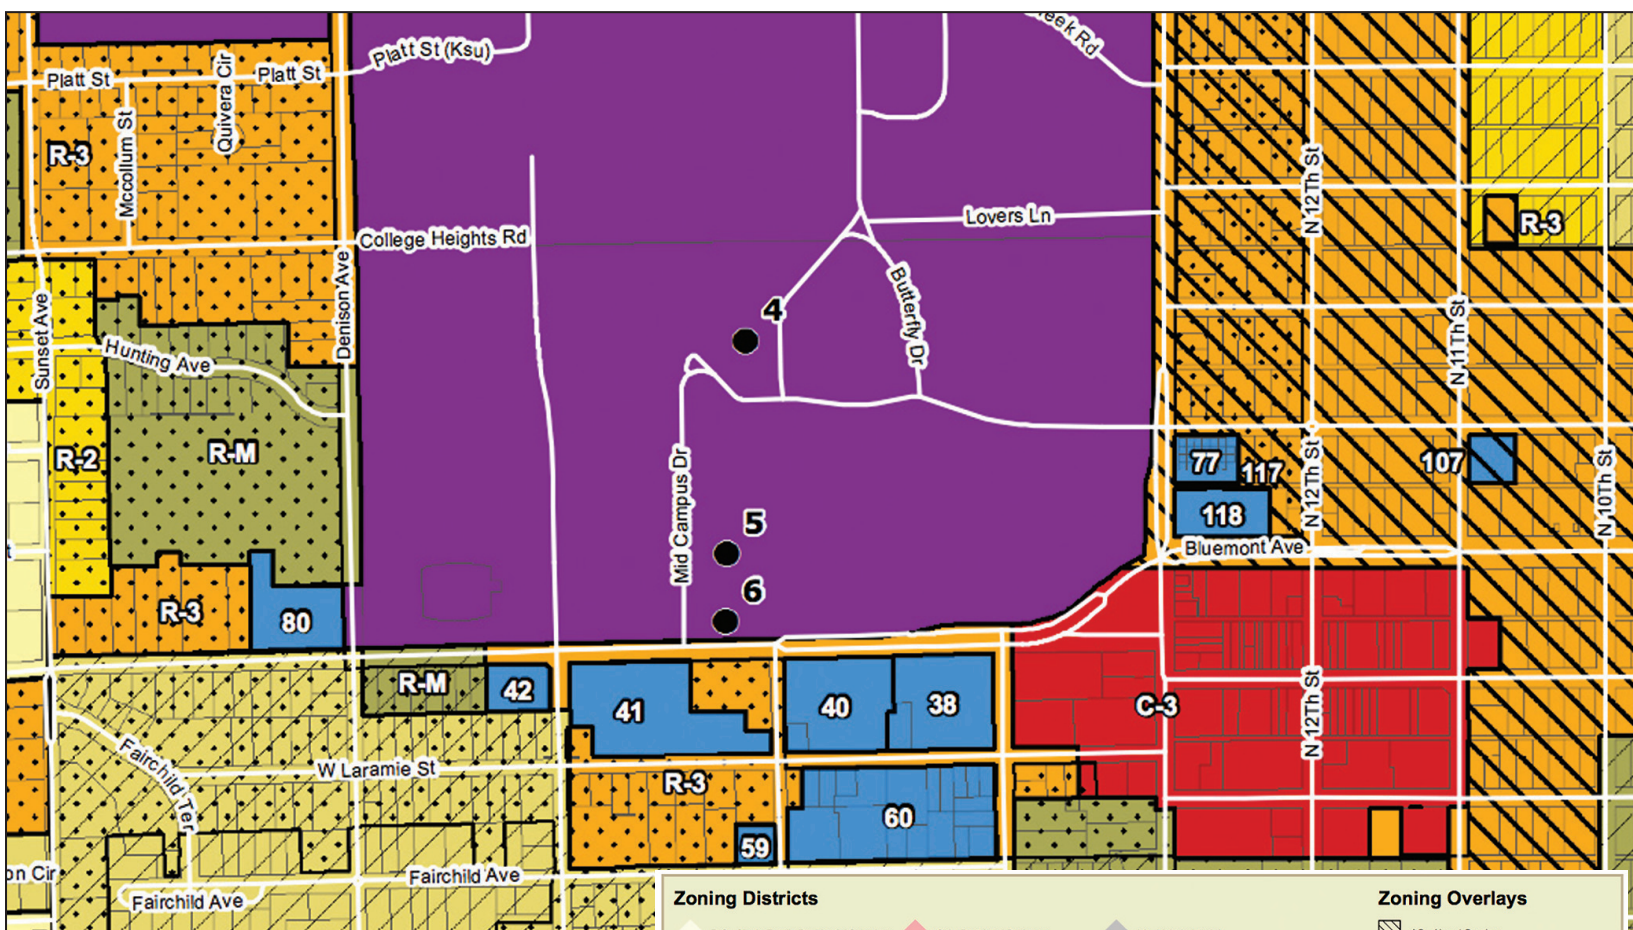 Platt St (Ksu)
eek Rd
Platt St
Quivera Cir
Platt St
Mccollum St
R-3
N 12Th St
Lovers Ln
R-3
College Heights Rd
Denison Ave
Sunset Ave
Butterfly Dr
4
N 11Th St
Hunting Ave
R-2
R-M
Mid Campus Dr
77
117
N 12Th St
107
N 10Th St
118
5
Bluemont Ave
6
R-3
80
R-M
42
41
40
38
C-3
N 12Th St
Fairchild Ter
W Laramie St
R-3
60
59
on Cir
Fairchild Ave
Fairchild Ave
Zoning Districts
Zoning Overlays